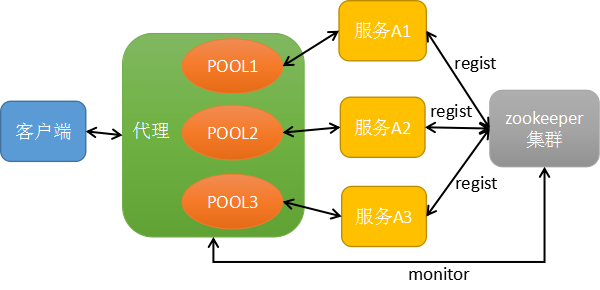 客户端
代理
POOL1
POOL2
POOL3
服务A1
服务A2
服务A3
regist
regist
regist
zookeeper
集群
monitor